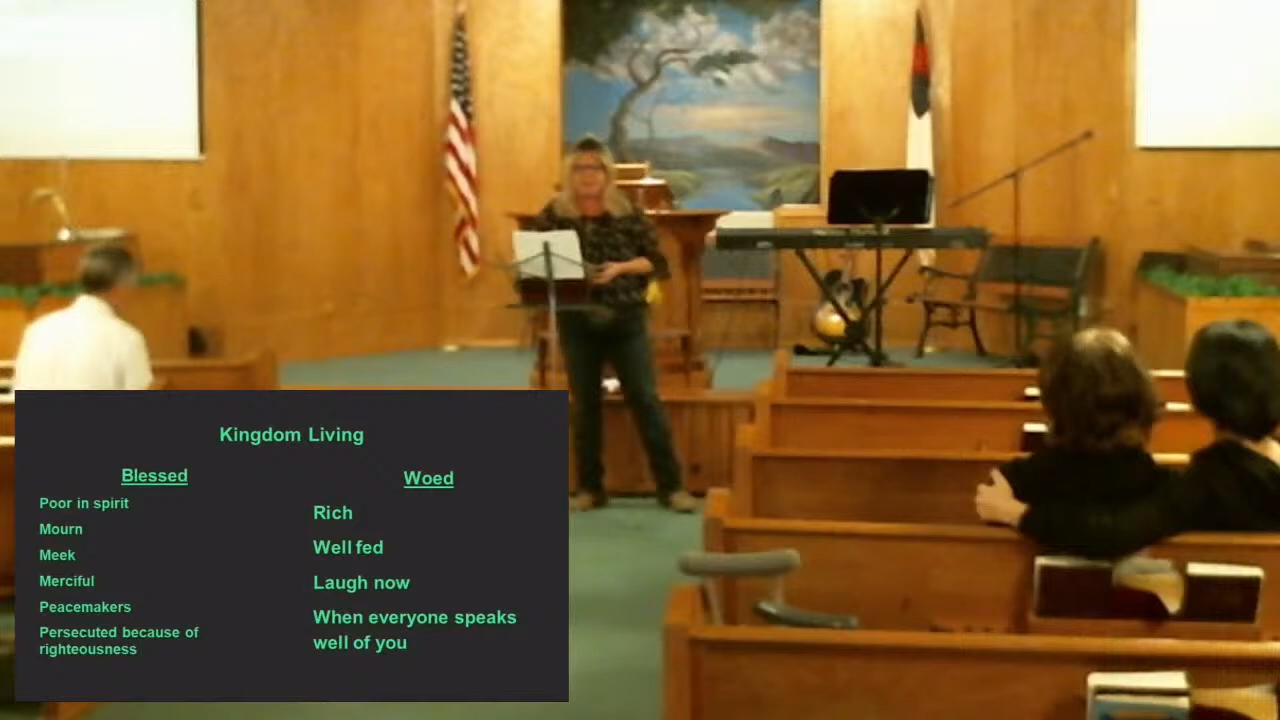 Kingdom Living
Blessed
Poor in spirit
Mourn
Meek
Merciful
Peacemakers
Persecuted because of
righteousness
Woed
Rich
Well fed
Laugh now
When everyone speaks
well of you